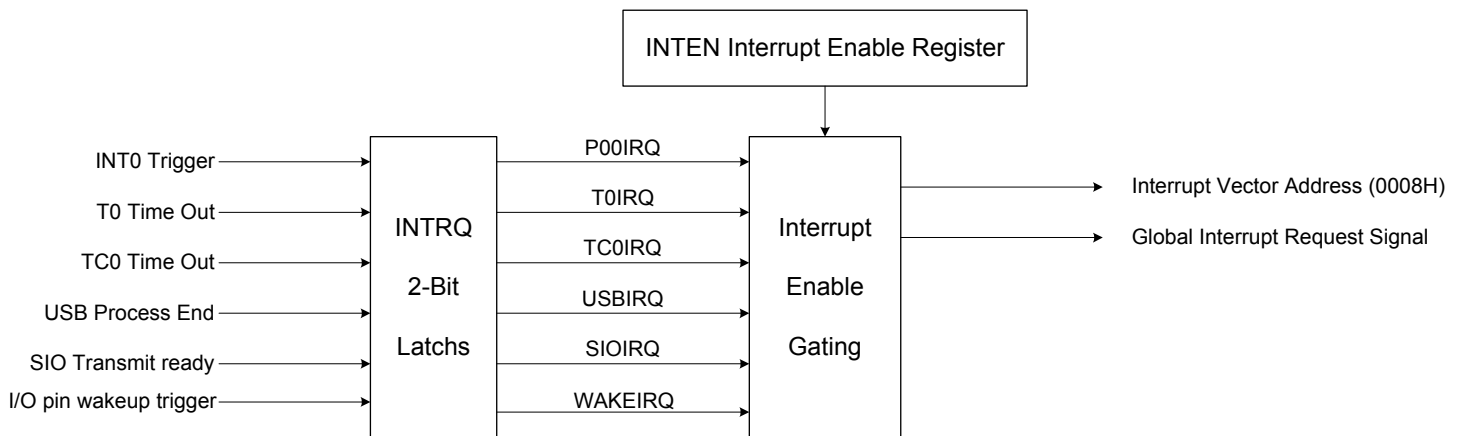 INTEN Interrupt Enable Register
INT0 Trigger
T0 Time Out
TC0 Time Out
USB Process End
SIO Transmit ready
I/O pin wakeup trigger
INTRQ
2-Bit
Latchs
P00IRQ
T0IRQ
TC0IRQ
USBIRQ
SIOIRQ
WAKEIRQ
Interrupt
Enable
Gating
Interrupt Vector Address (0008H)
Global Interrupt Request Signal